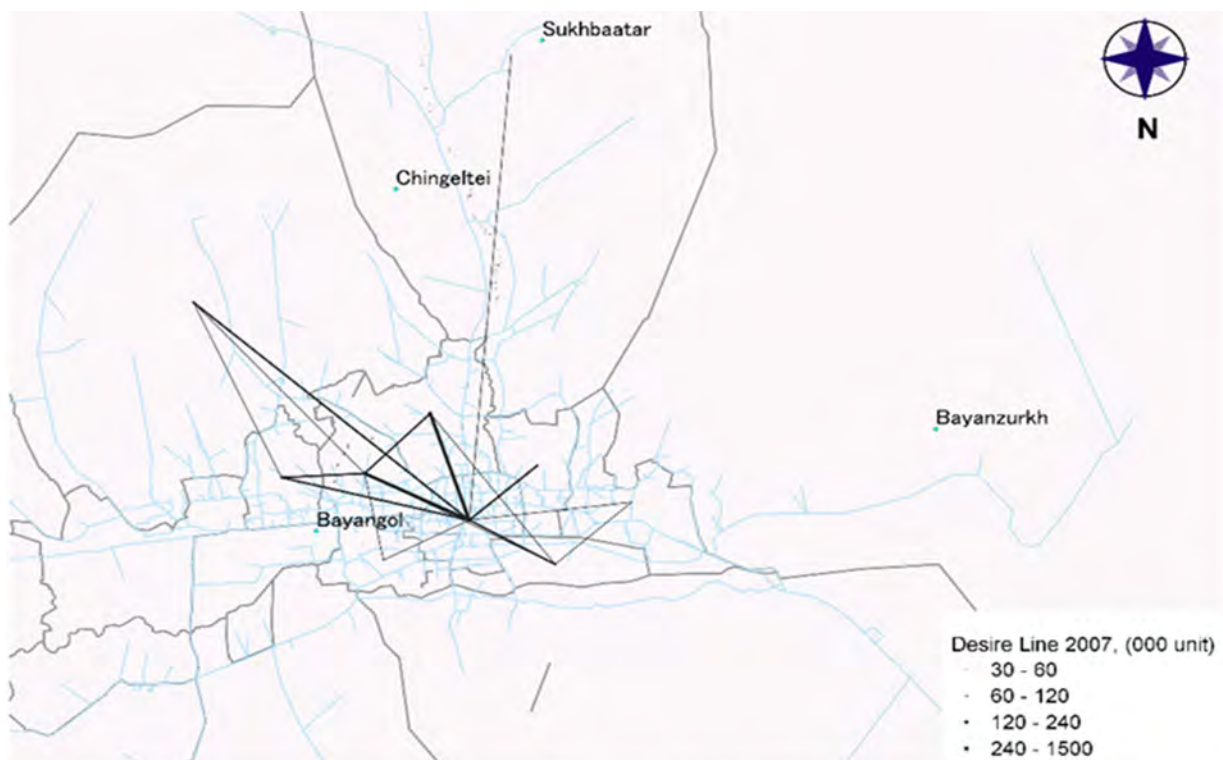 Sukhbaatar
N
Chingeltei
Bayanzurkh
Bayangol
Desire Line 2007, (000 unit)
30 - 60
60 - 120
120 - 240
240 - 1500